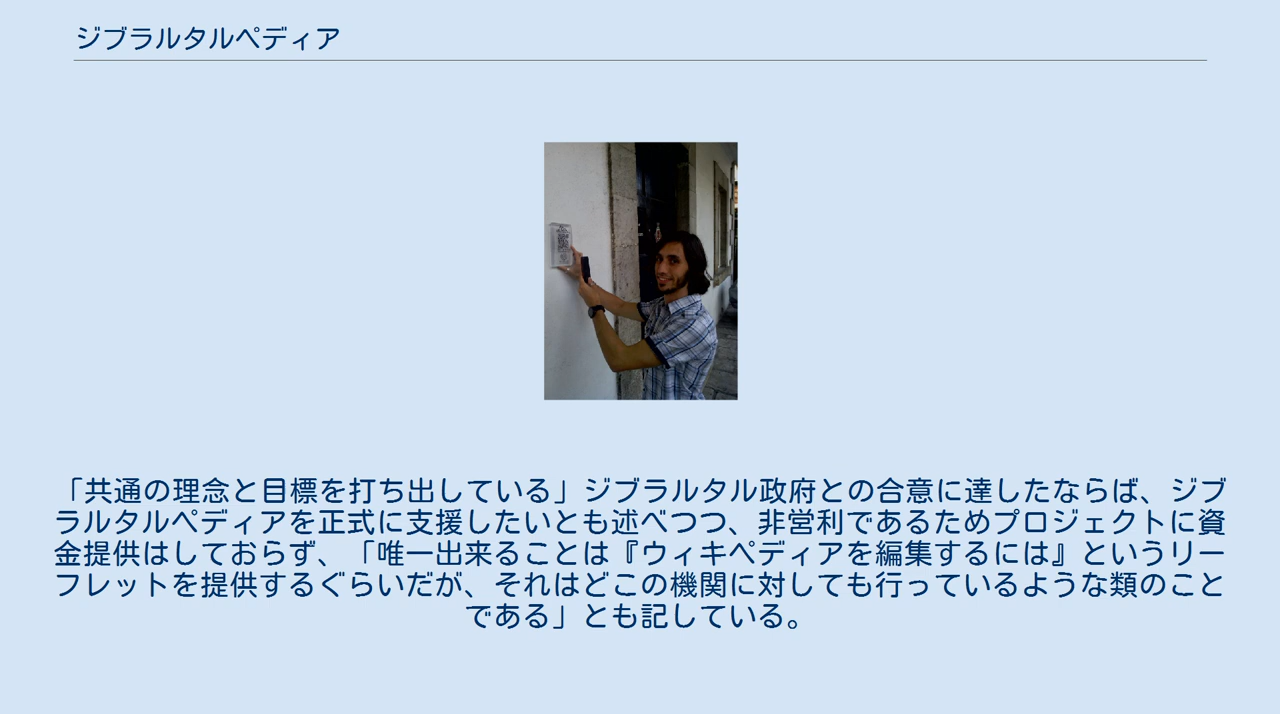 ジブラルタルペディア
「共通の理念と目標を打ち出している」ジブラルタル政府との合意に達したならば、ジブ
ラルタルペディアを正式に支援したいとも述べつつ、非営利であるためプロジェクトに資
金提供はしておらず、「唯一出来ることは『ウィキペディアを編集するには』というリー
フレットを提供するぐらいだが、それはどこの機関に対しても行っているような類のこと
である」とも記している。